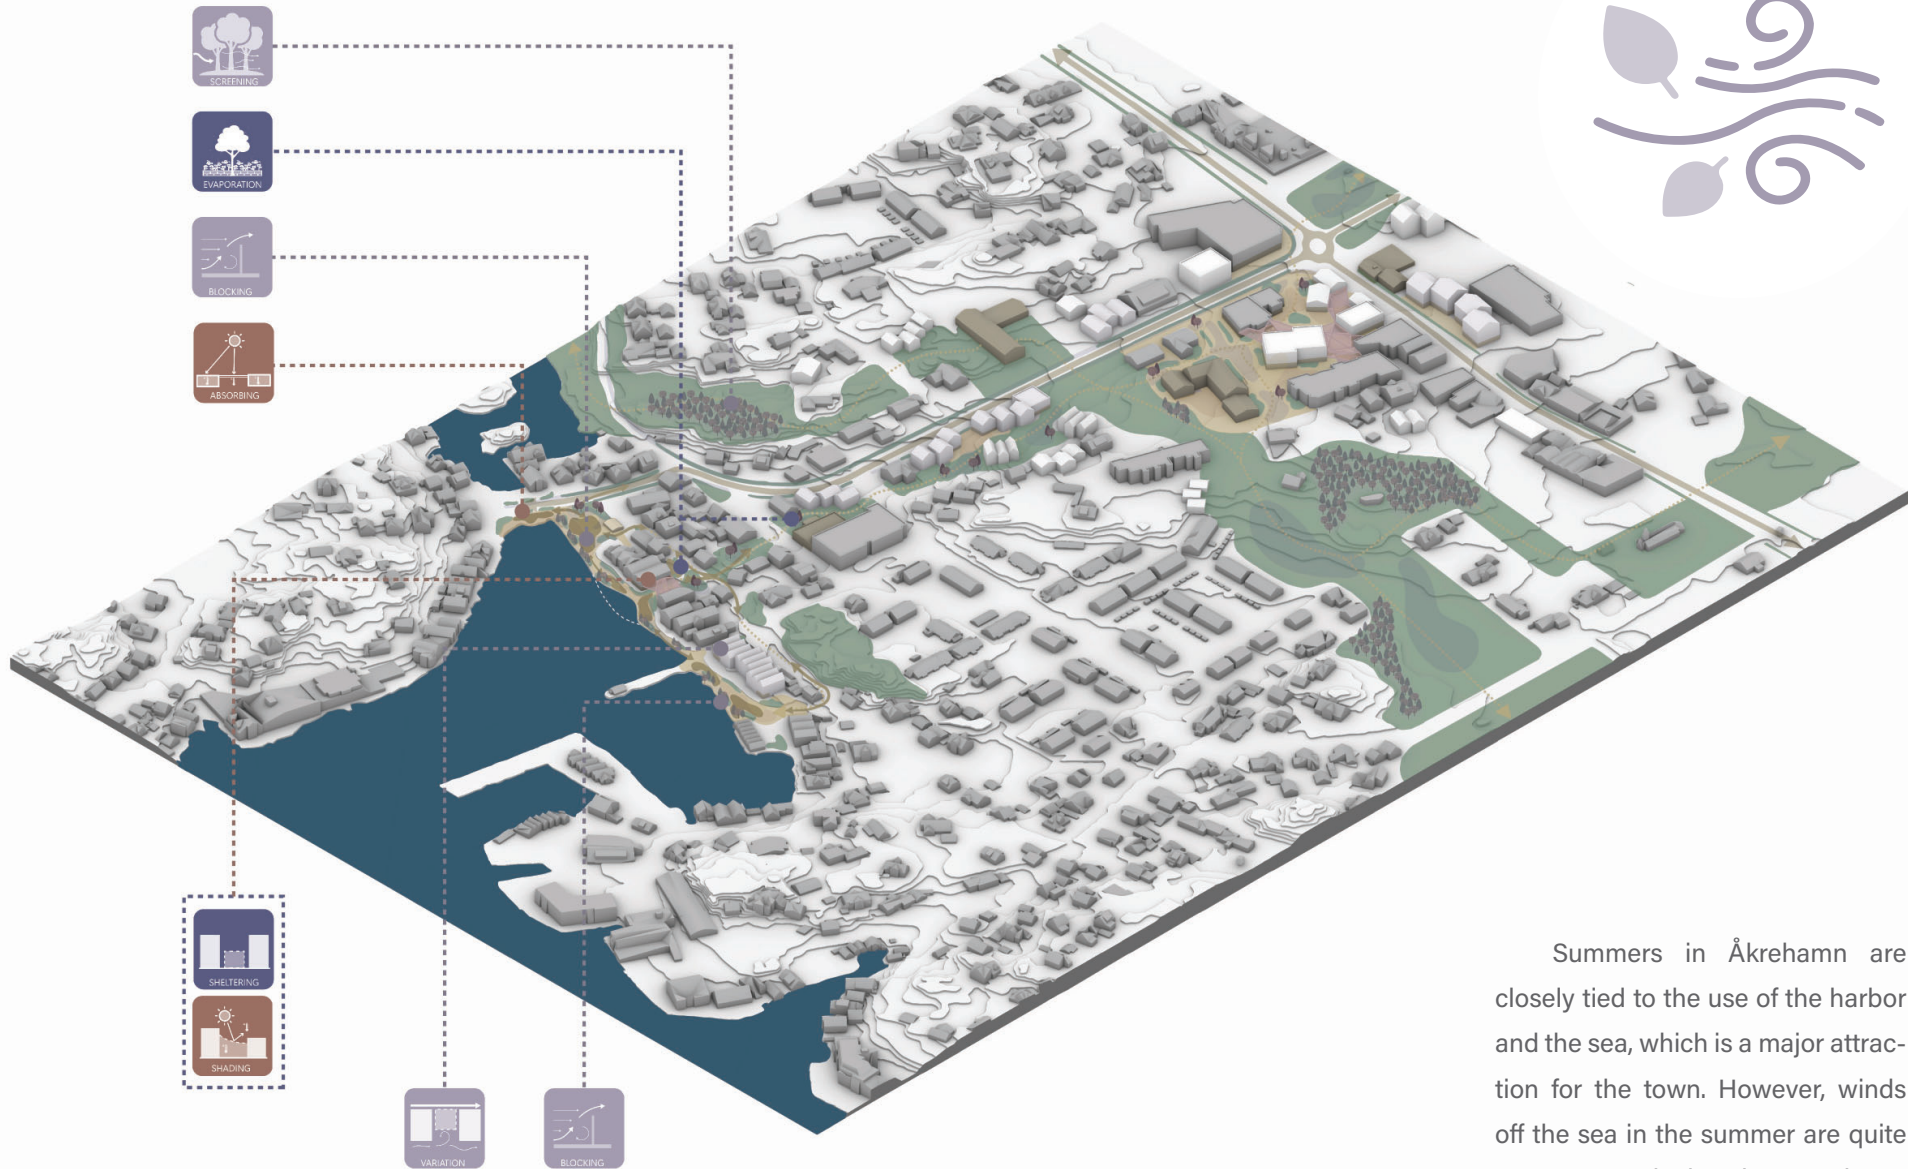 SCREENING
EVAPORATION
BLOCKING
ABSORBING
SHELTERING
SHADING
VARIATION
BLOCKING
Summers in Åkrehamn are
closely tied to the use of the harbor
and the sea, which is a major attrac-
tion for the town. However, winds
off the sea in the summer are quite